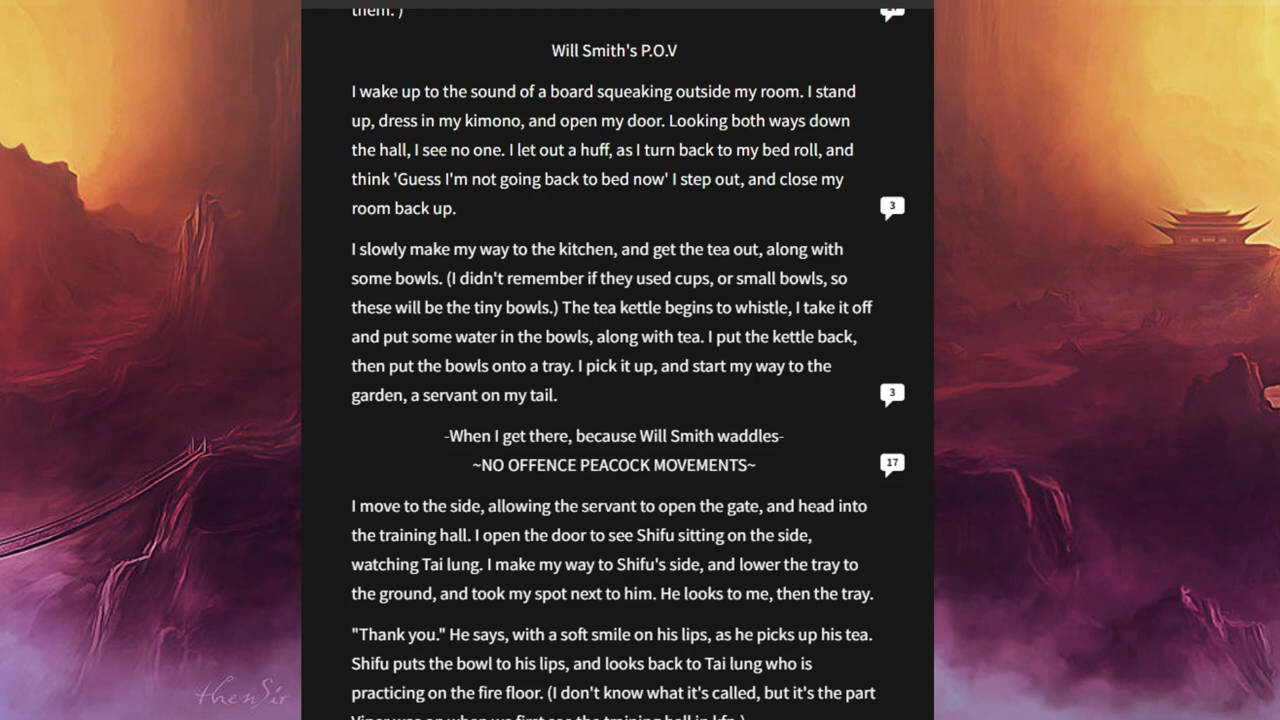 them.)
Will Smith's P.O.V
I wake up to the sound of a board squeaking outside my room. I stand
up, dress in my kimono, and open my door. Looking both ways down
the hall, I see no one. I let out a huff, as I turn back to my bed roll, and
think 'Guess I'm not going back to bed now' I step out, and close my
room back up.
3
I slowly make my way to the kitchen, and get the tea out, along with
some bowls. (I didn't remember if they used cups, or small bowls, so
these will be the tiny bowls.) The tea kettle begins to whistle, I take it off
and put some water in the bowls, along with tea. I put the kettle back,
then put the bowls onto a tray. I pick it up, and start my way to the
garden, a servant on my tail.
3
-When I get there, because Will Smith waddles-
~NO OFFENCE PEACOCK MOVEMENTS~
17
I move to the side, allowing the servant to open the gate, and head into
the training hall. I open the door to see Shifu sitting on the side,
watching Tai lung. I make my way to Shifu's side, and lower the tray to
the ground, and took my spot next to him. He looks to me, then the tray.
"Thank you." He says, with a soft smile on his lips, as he picks up his tea.
Shifu puts the bowl to his lips, and looks back to Tai lung who is
practicing on the fire floor. (I don't know what it's called, but it's the part
Viper was on when we first see the training hall in kfp.)